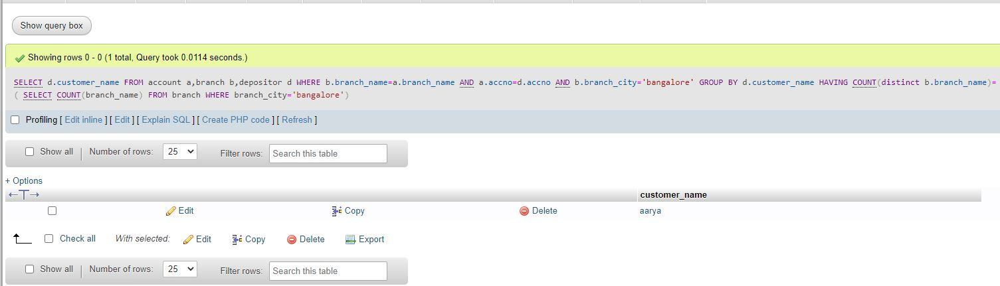 Show query box
Showing rows 0 - 0 (1 total, Query took 0.0114 seconds.)
SELECT d.customer_name FROM account a,branch b,depositor d WHERE b.branch_name=a.branch_name AND a.accno=d.accno AND b.branch_city='bangalore' GROUP BY d.customer_name HAVING COUNT(distinct b.branch_name)=
( SELECT COUNT(branch_name) FROM branch WHERE branch_city='bangalore')
Profiling [ Edit inline ] [ Edit ] [ Explain SQL ] [ Create PHP code ] [ Refresh ]
Show all | Number of rows: 25 Filter rows: Search this table
+ Options
←T→ customer_name
Edit Copy Delete aarya
Check all With selected: Edit Copy Delete Export
Show all | Number of rows: 25 Filter rows: Search this table